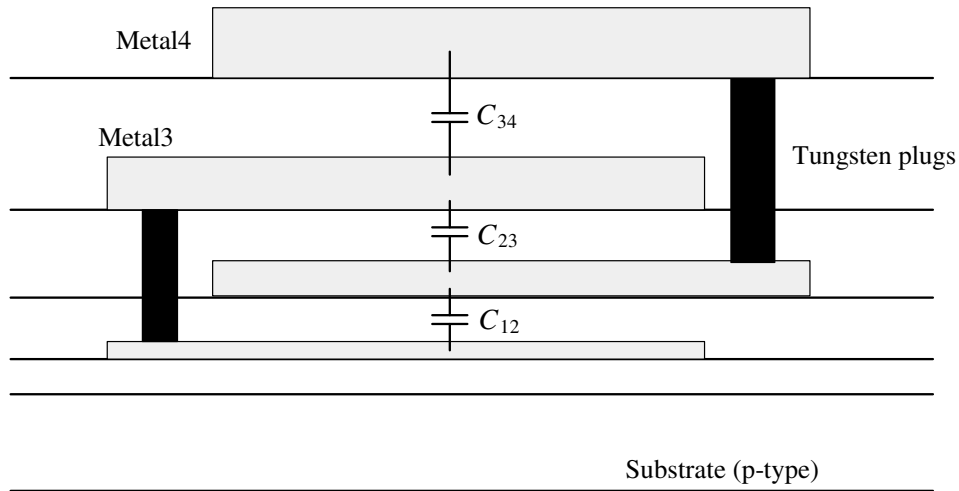 Metal4
C34
Metal3
Tungsten plugs
C23
C12
Substrate (p-type)